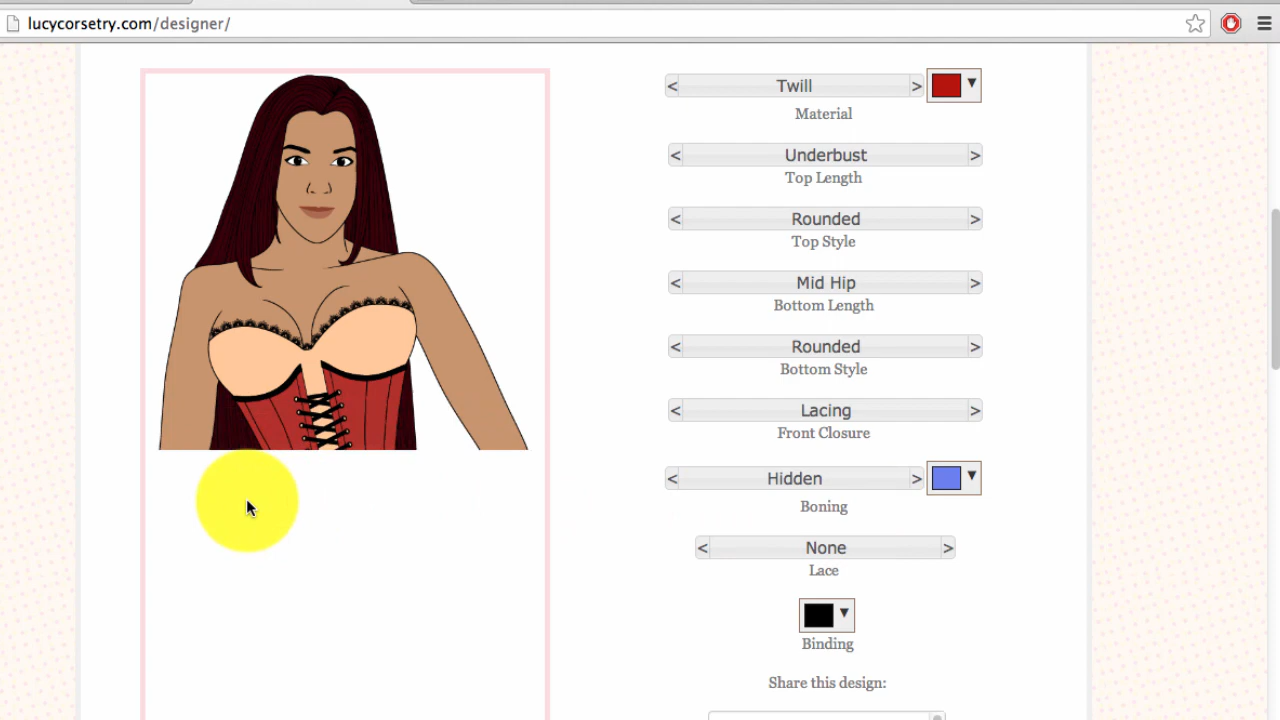 lucycorsetry.com/designer/
< Twill >
Material
< Underbust >
Top Length
< Rounded >
Top Style
< Mid Hip >
Bottom Length
< Rounded >
Bottom Style
< Lacing >
Front Closure
< Hidden >
Boning
< None >
Lace
Binding
Share this design: